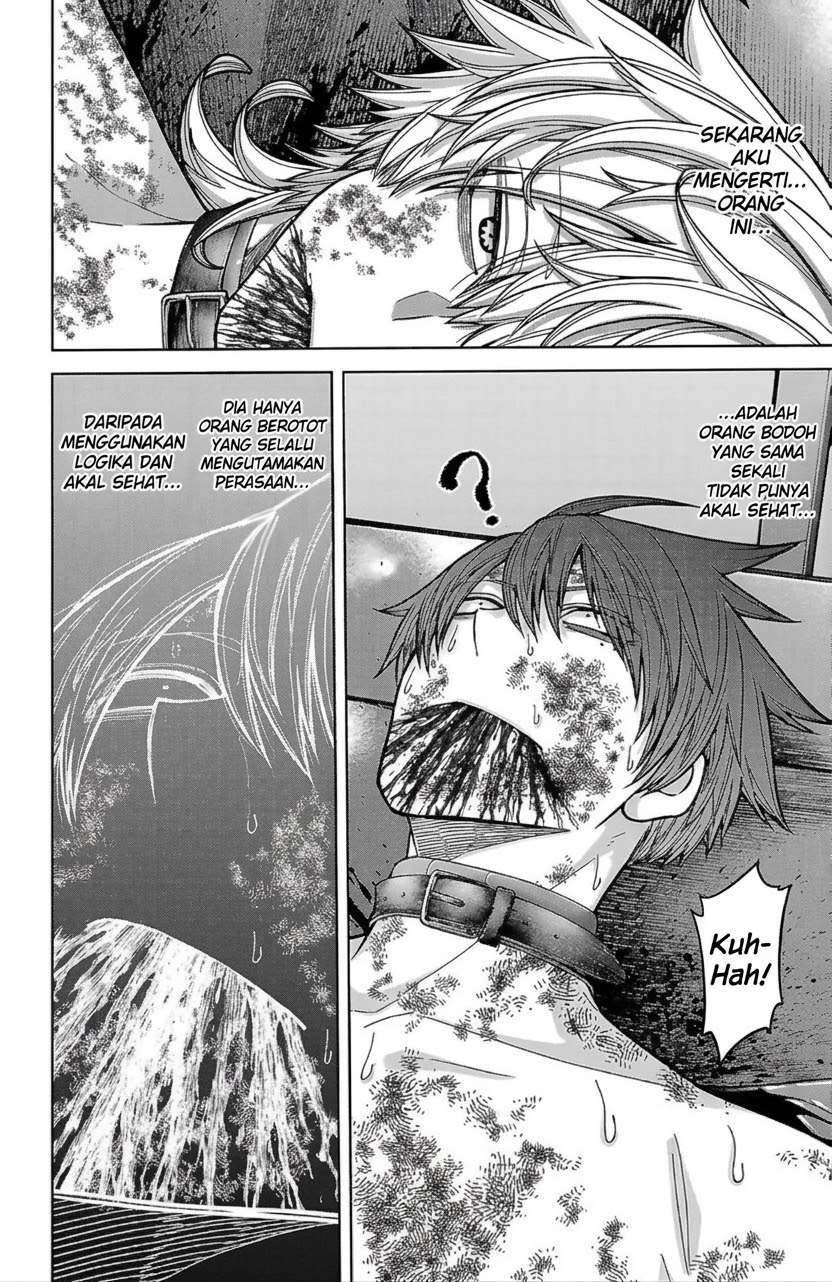 SEKARANG
AKU
MENGERTI...
ORANG
INI...
...ADALAH
ORANG BODOH
YANG SAMA
SEKALI
TIDAK PUNYA
AKAL SEHAT...
?
Kuh-
Hah!
DIA HANYA
ORANG BEROTOT
YANG SELALU
MENGUTAMAKAN
PERASAAN...
DARIPADA
MENGGUNAKAN
LOGIKA DAN
AKAL SEHAT...